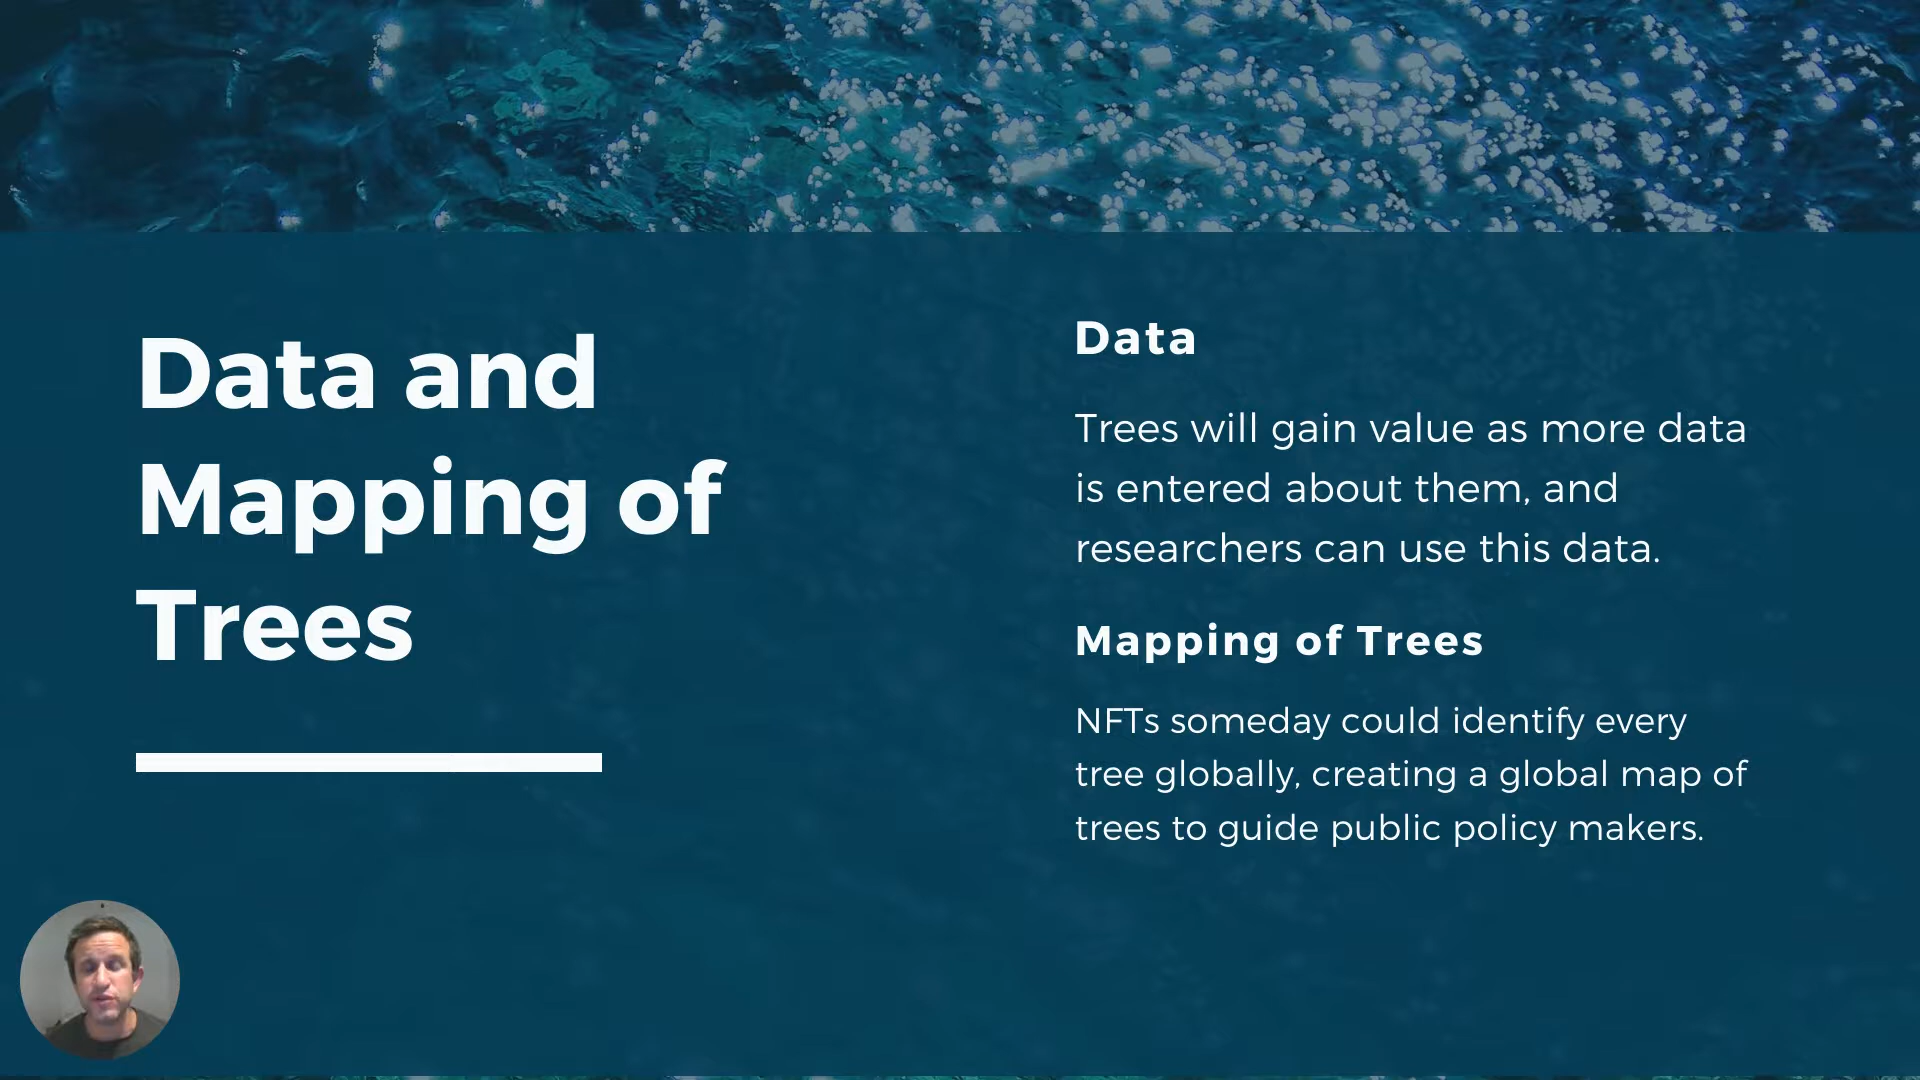 Data and
Mapping of
Trees
Data
Trees will gain value as more data
is entered about them, and
researchers can use this data.
Mapping of Trees
NFTs someday could identify every
tree globally, creating a global map of
trees to guide public policy makers.